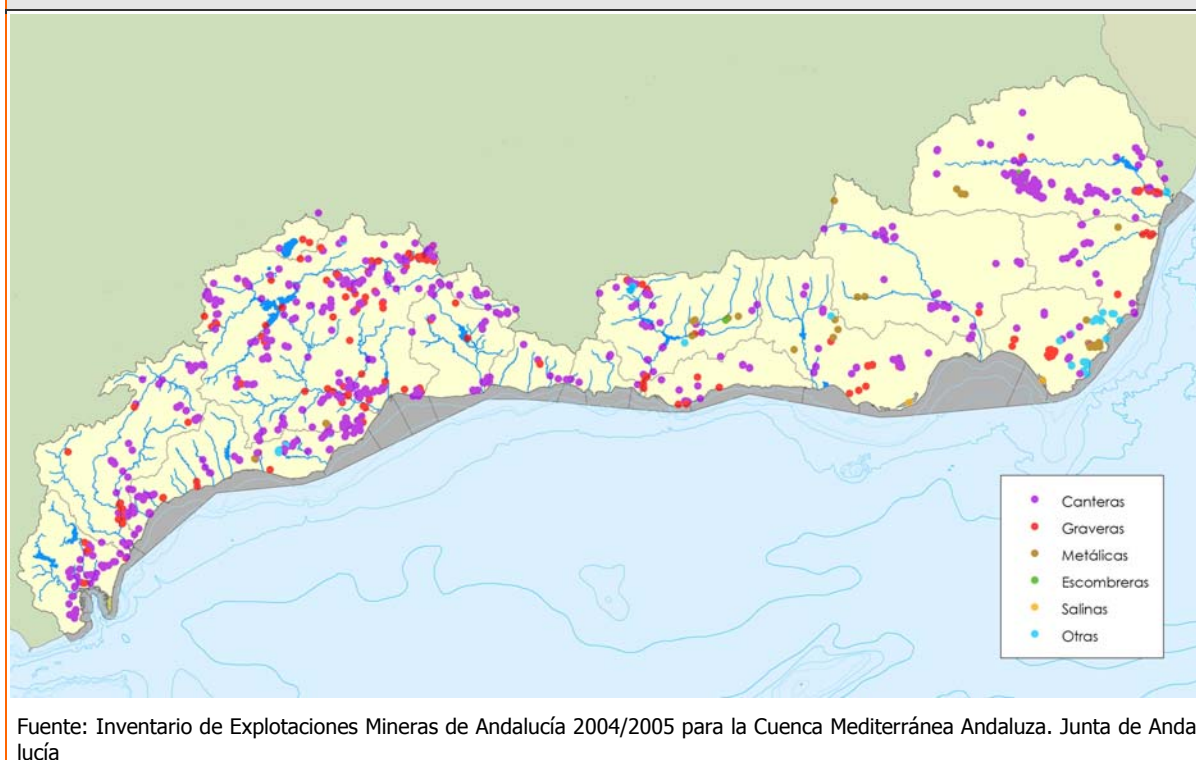 Canteras
Graveras
Metálicas
Escombreras
Salinas
Otras
Fuente: Inventario de Explotaciones Mineras de Andalucía 2004/2005 para la Cuenca Mediterránea Andaluza. Junta de Anda
lucía